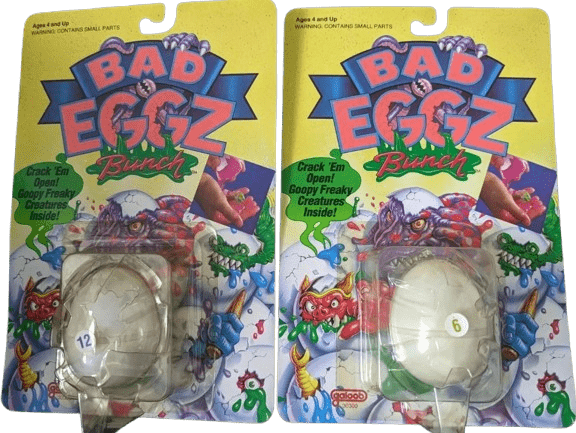 Ages 4 and Up
WARNING: CONTAINS SMALL PARTS
BAD
EGGZ
Bunch
Crack 'Em
Open!
Goopy Freaky
Creatures
Inside!
12
galoob
Ages 4 and Up
WARNING: CONTAINS SMALL PARTS
BAD
EGGZ
Bunch
Crack 'Em
Open!
Goopy Freaky
Creatures
Inside!
6
galoob